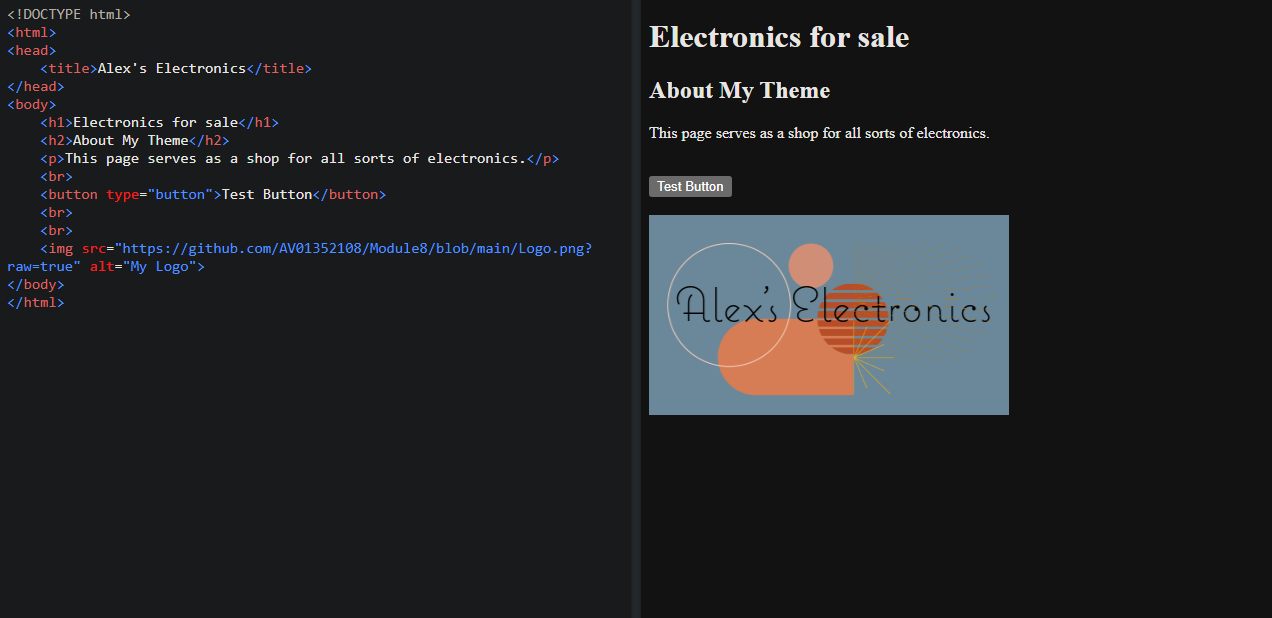 <!DOCTYPE html>
<html>
<head>
    <title>Alex's Electronics</title>
</head>
<body>
    <h1>Electronics for sale</h1>
    <h2>About My Theme</h2>
    <p>This page serves as a shop for all sorts of electronics.</p>
    <br>
    <button type="button">Test Button</button>
    <br>
    <br>
    <img src="https://github.com/AV01352108/Module8/blob/main/Logo.png?
raw=true" alt="My Logo">
</body>
</html>
Electronics for sale
About My Theme
This page serves as a shop for all sorts of electronics.
Test Button
Alex's Electronics